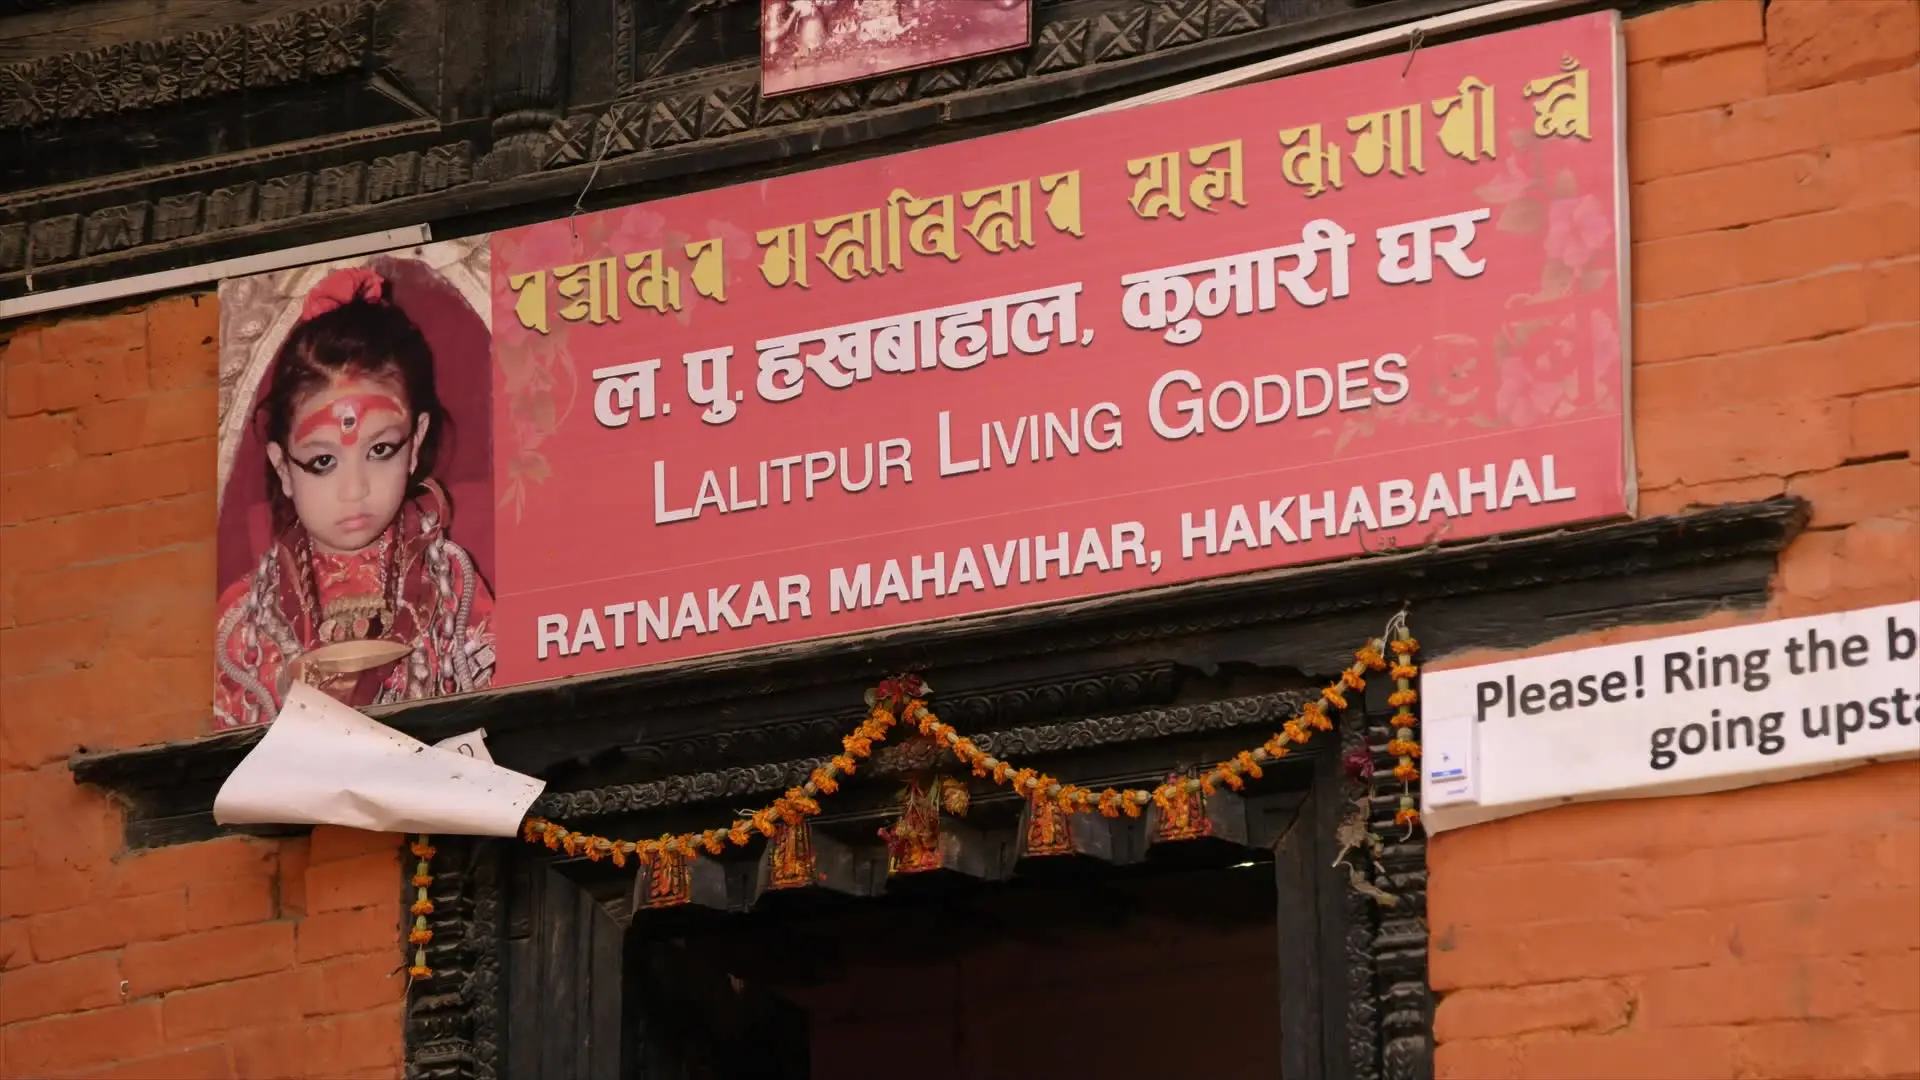 ल. पु. हखबाहाल, कुमारी घर
LALITPUR LIVING GODDES
RATNAKAR MAHAVIHAR, HAKHABAHAL
Please! Ring the
going